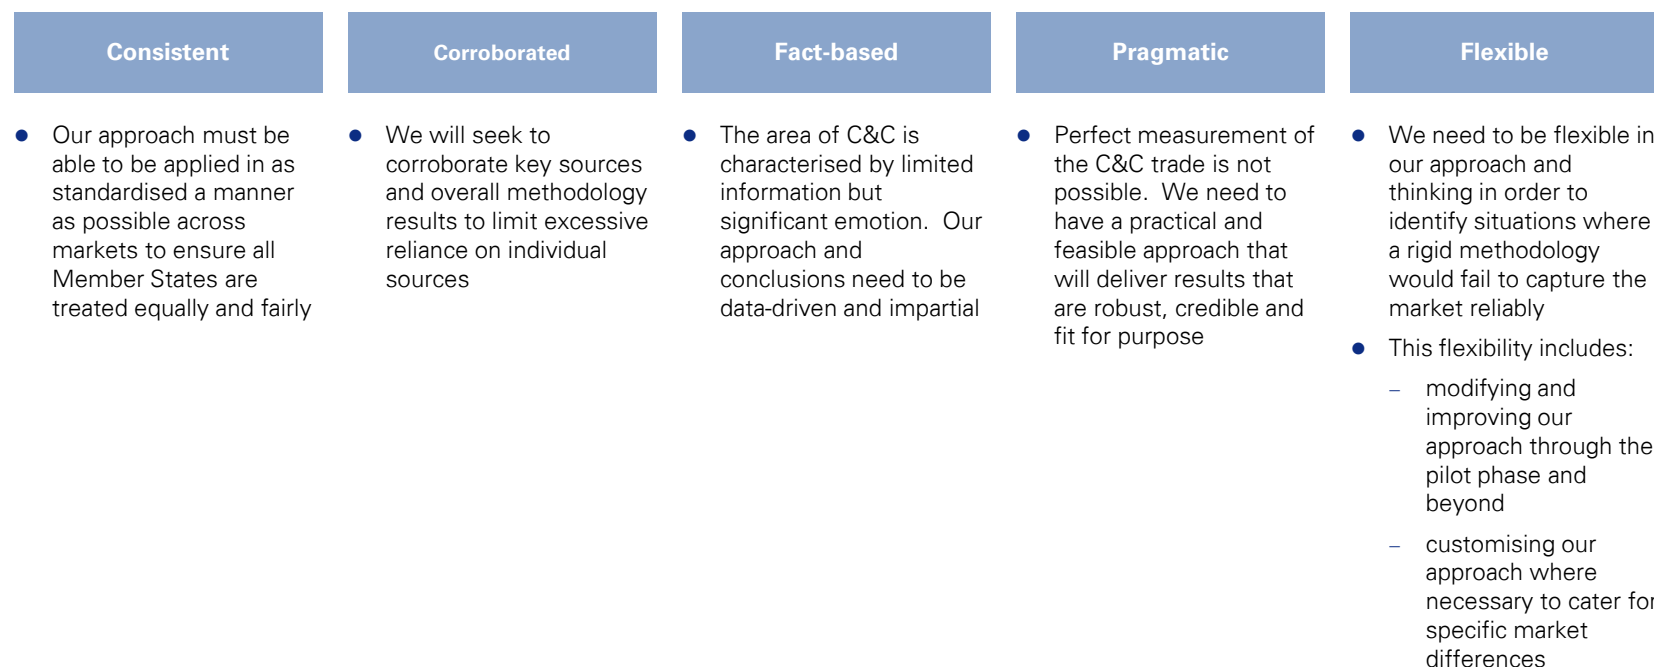 Consistent
Our approach must be
able to be applied in as
standardised a manner
as possible across
markets to ensure all
Member States are
treated equally and fairly
Corroborated
We will seek to
corroborate key sources
and overall methodology
results to limit excessive
reliance on individual
sources
Fact-based
The area of C&C is
characterised by limited
information but
significant emotion. Our
approach and
conclusions need to be
data-driven and impartial
Pragmatic
Perfect measurement of
the C&C trade is not
possible. We need to
have a practical and
feasible approach that
will deliver results that
are robust, credible and
fit for purpose
Flexible
We need to be flexible in
our approach and
thinking in order to
identify situations where
a rigid methodology
would fail to capture the
market reliably
This flexibility includes:
– modifying and
improving our
approach through the
pilot phase and
beyond
– customising our
approach where
necessary to cater for
specific market
differences